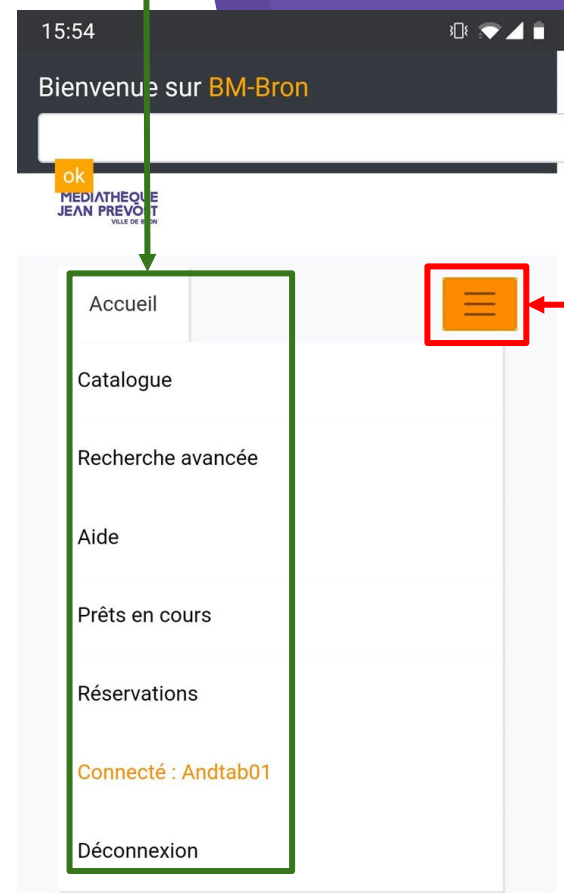 15:54
Bienvenue sur BM-Bron
ok
MEDIATHEQUE
JEAN PREVOST
VILLE DE BRON
Accueil
Catalogue
Recherche avancée
Aide
Prêts en cours
Réservations
Connecté : Andtab01
Déconnexion